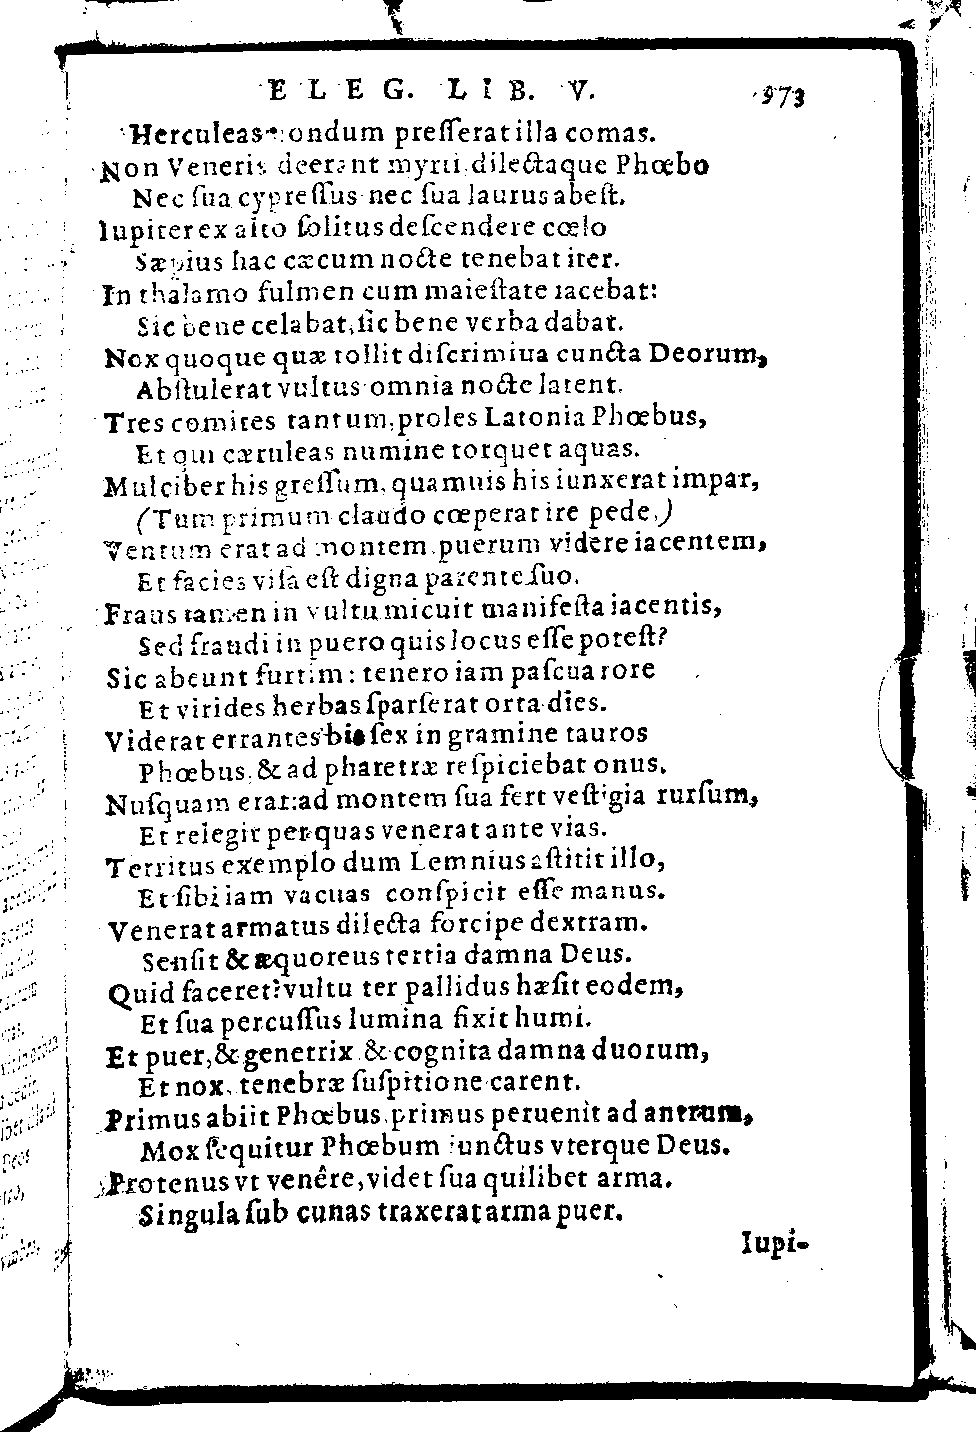 ELEG. LIB. V. 973
Herculeas nondum preſſerat illa comas.
Non Veneris deerant myrti, dilectaque Phœbo
Nec ſua cypreſſus nec ſua laurus abeſt.
Iupiter ex alto ſolitus deſcendere cœlo
Sæpius hac cæcum nocte tenebat iter.
In thalamo fulmen cum maieſtate iacebat:
Sic bene celabat, ſic bene verba dabat.
Nox quoque quæ tollit diſcrimiua cuncta Deorum,
Abſtulerat vultus omnia nocte latent.
Tres comites tantum, proles Latonia Phœbus,
Et qui cæruleas numine torquet aquas.
Mulciber his greſſum, quamuis his iunxerat impar,
(Tum primum claudo cœperat ire pede.)
Ventum erat ad montem, puerum videre iacentem,
Et facies viſa eſt digna parente ſuo.
Fraus tamen in vultu micuit manifeſta iacentis,
Sed fraudi in puero quis locus eſſe poteſt?
Sic abeunt furtim: tenero iam paſcua rore
Et virides herbas ſparſerat orta dies.
Viderat errantes bis ſex in gramine tauros
Phœbus, & ad pharetræ reſpiciebat onus.
Nuſquam erat: ad montem ſua fert veſtigia rurſum,
Et relegit per quas venerat ante vias.
Territus exemplo dum Lemnius aſtitit illo,
Et ſibi iam vacuas conſpicit eſſe manus.
Venerat armatus dilecta forcipe dextram.
Senſit & æquoreus tertia damna Deus.
Quid faceret? vultu ter pallidus hæſit eodem,
Et ſua percuſſus lumina fixit humi.
Et puer, & genetrix & cognita damna duorum,
Et nox, tenebræ ſuſpitione carent.
Primus abiit Phœbus, primus peruenit ad antrum,
Mox ſequitur Phœbum iunctus vterque Deus.
Protenus vt venêre, videt ſua quilibet arma.
Singula ſub cunas traxerat arma puer.
Iupi-